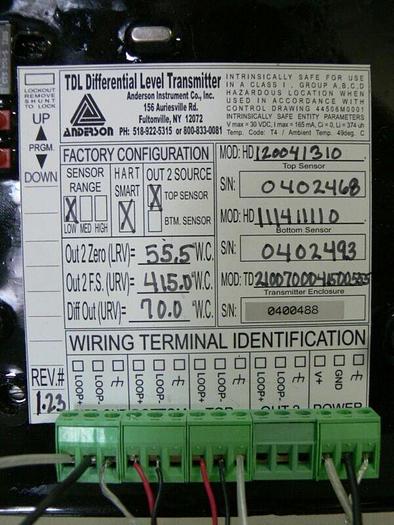 TDL Differential Level Transmitter
Anderson Instrument Co., Inc.
156 Auriesville Rd.
Fultonville, NY 12072
PH: 518-922-5315 or 800-833-0081
ANDERSON
INTRINSICALLY SAFE FOR USE
IN A CLASS I, GROUP A,B,C,D
HAZARDOUS LOCATION WHEN
USED IN ACCORDANCE WITH
CONTROL DRAWING 44506M0001
INTRINSICALLY SAFE ENTITY PARAMETERS
V max = 30 VDC, I max = 165 mA, Ci = 0, Li = 374 uh
Temp. Code: T4 / Ambient Temp. 49deg. C
LOCKOUT
REMOVE
SHUNT
TO LOCK
UP
PRGM.
DOWN
FACTORY CONFIGURATION
SENSOR RANGE
X
LOW MED HIGH
HART SMART
X
OUT 2 SOURCE
X
TOP SENSOR
BTM. SENSOR
MOD: HD 120041310
Top Sensor
S/N: 0402468
MOD: HD 111411110
Bottom Sensor
S/N: 0402493
Out 2 Zero (LRV) = 55.5 "W.C.
Out 2 F.S. (LRV) = 415.0 "W.C.
Diff Out (URV) = 70.0 "W.C.
Transmitter Enclosure
S/N: 0400488
WIRING TERMINAL IDENTIFICATION
LOOP+
LOOP-
LOOP+
LOOP-
LOOP+
LOOP-
LOOP+
LOOP-
V+
GND
REV.#
1.23
POWER